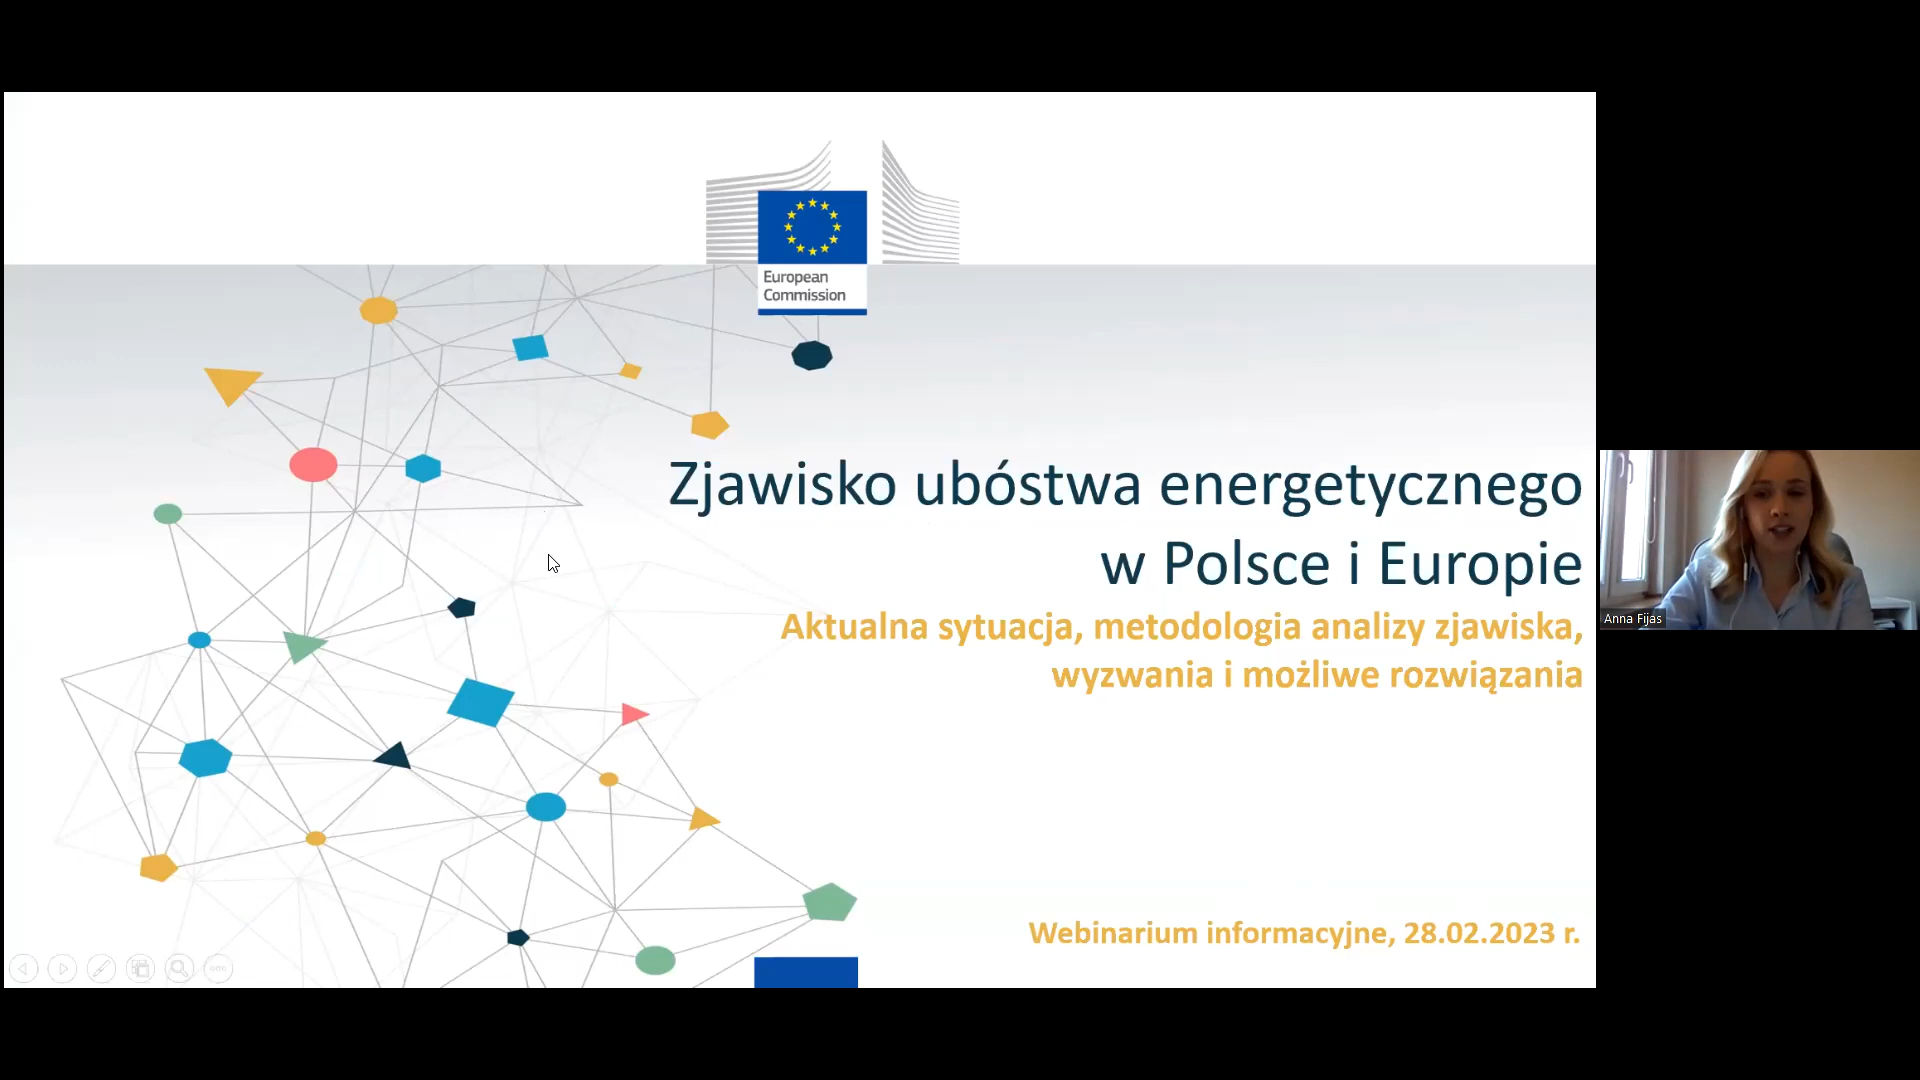 European
Commission
Zjawisko ubóstwa energetycznego
w Polsce i Europie
Aktualna sytuacja, metodologia analizy zjawiska,
wyzwania i możliwe rozwiązania
Anna Fijas
Webinarium informacyjne, 28.02.2023 r.